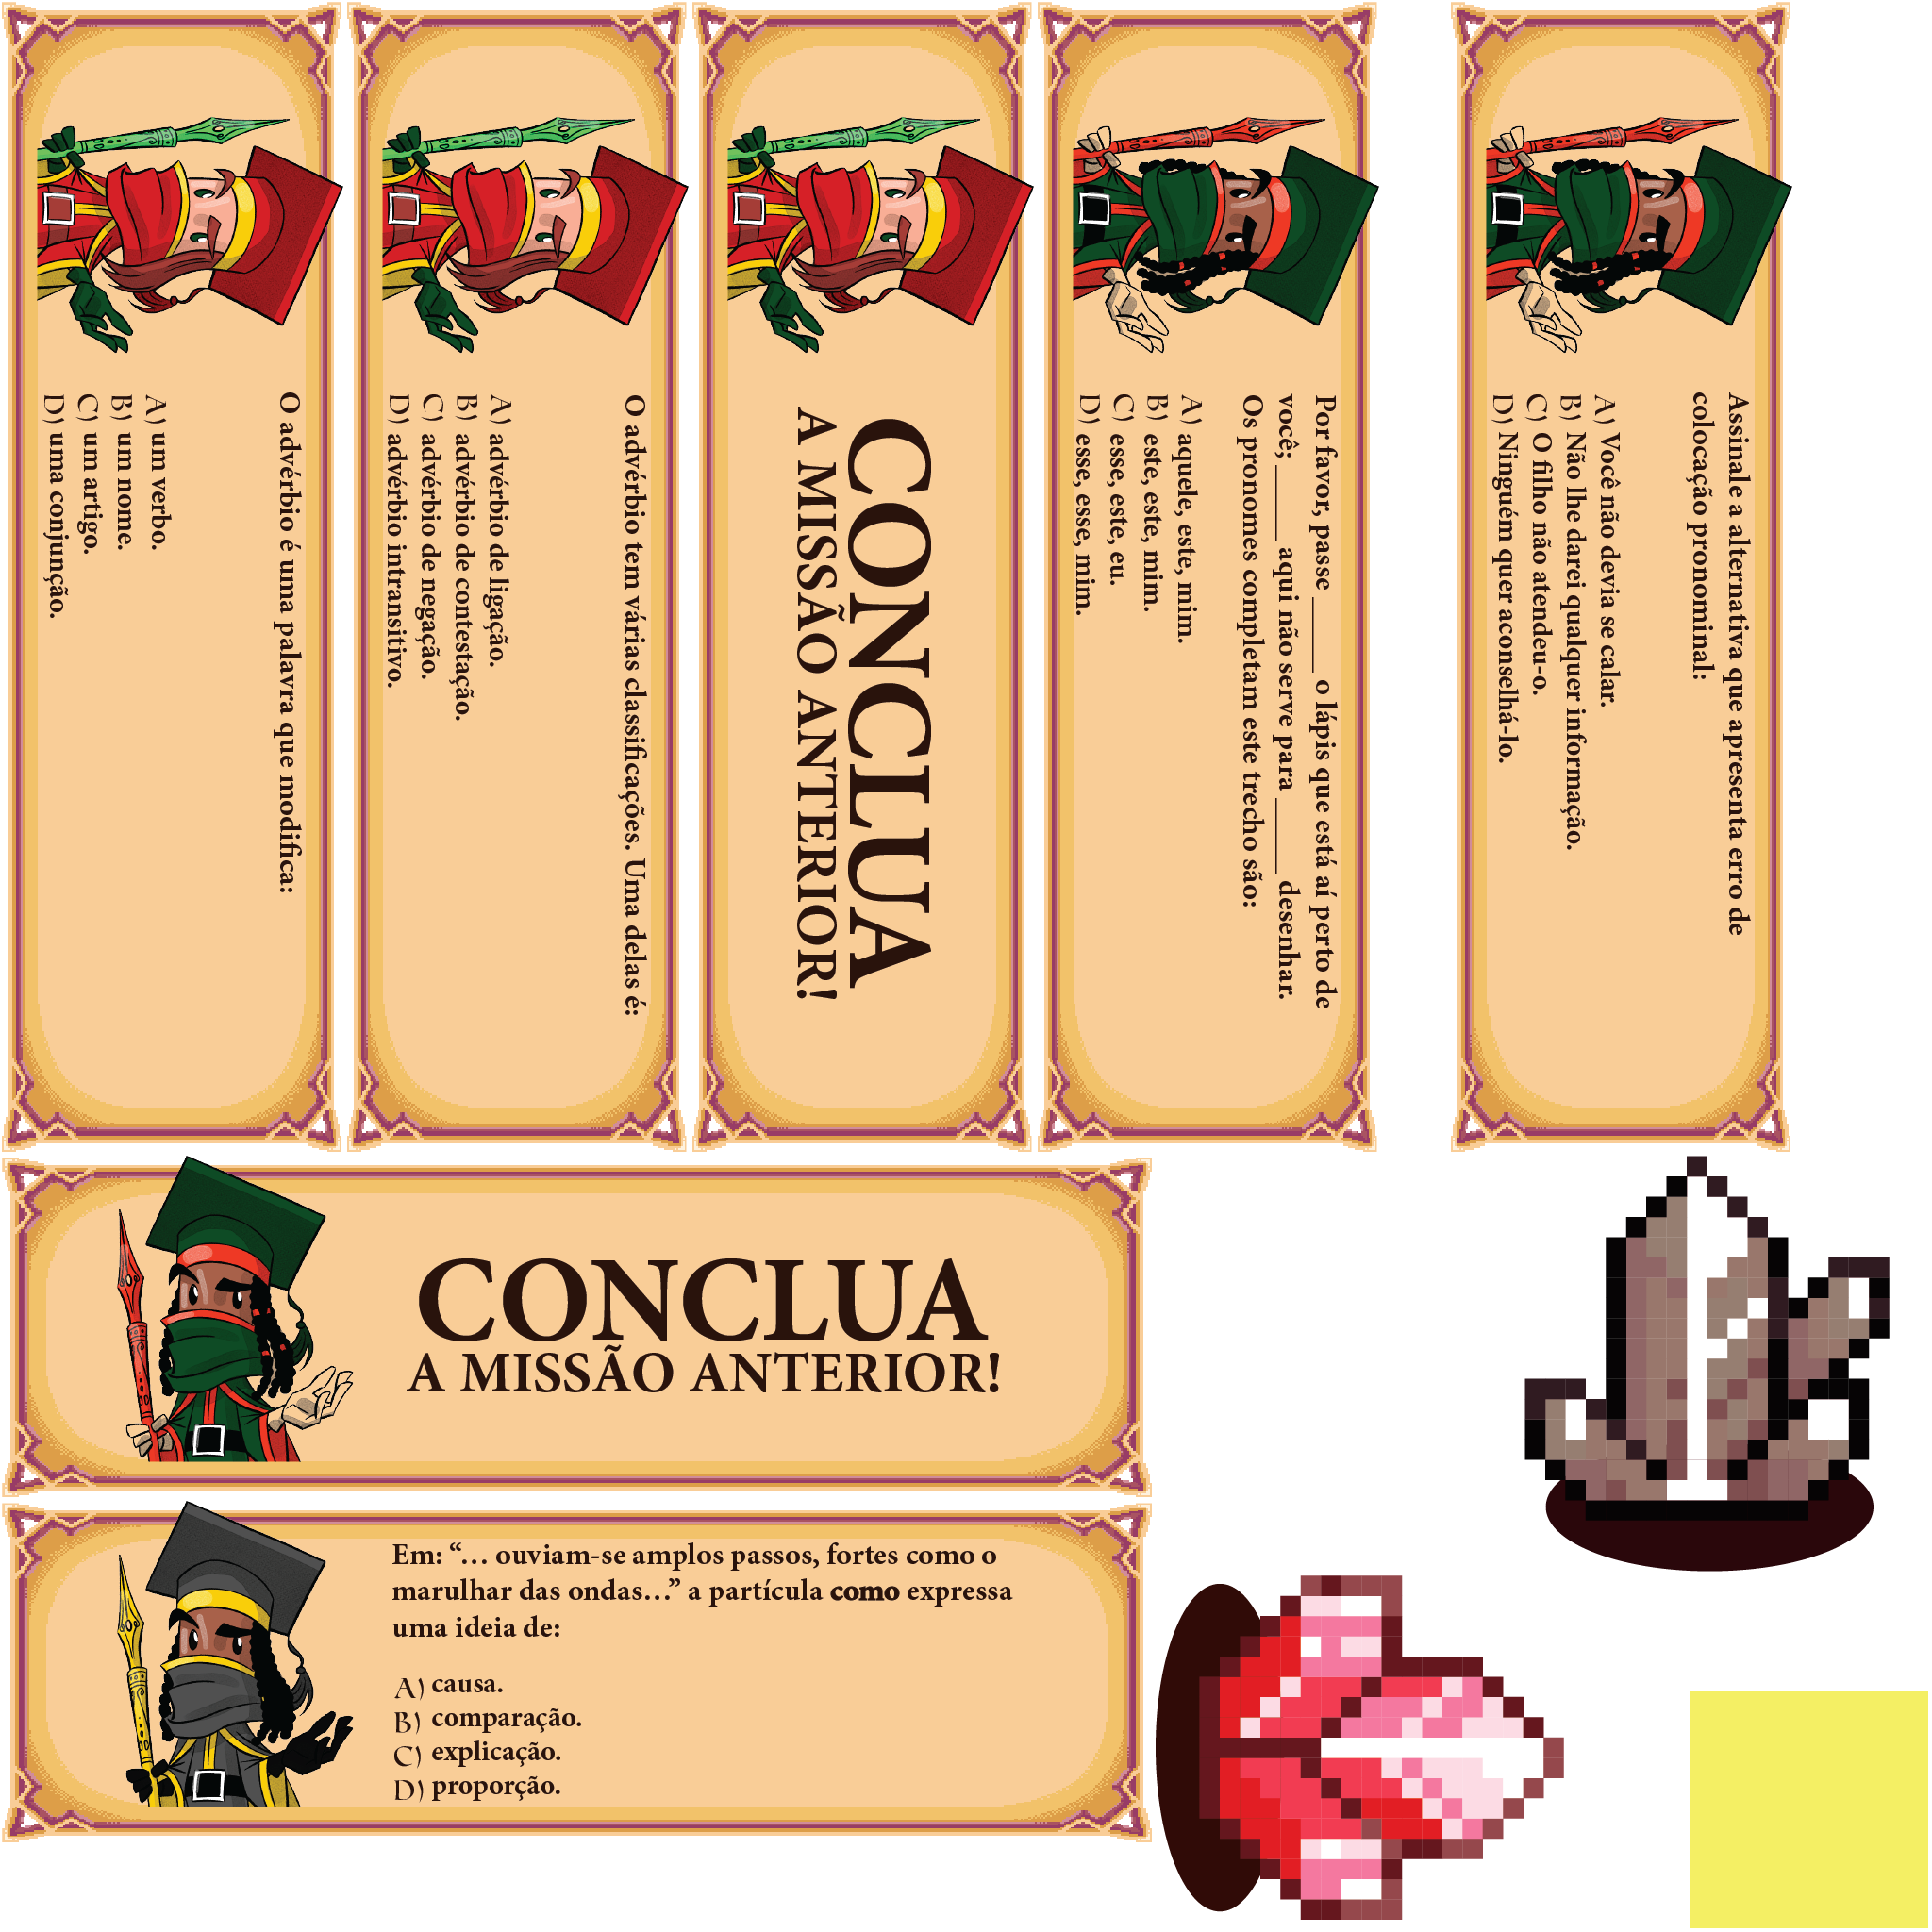 O advérbio é uma palavra que modifica:
A) um verbo.
B) um nome.
C) um artigo.
D) uma conjunção.
O advérbio tem várias classificações. Uma delas é:
A) advérbio de ligação.
B) advérbio de contestação.
C) advérbio de negação.
D) advérbio intransitivo.
CONCLUA
A MISSÃO ANTERIOR!
Por favor, passe _____ o lápis que está aí perto de
você; _____ aqui não serve para _____ desenhar.
Os pronomes completam este trecho são:
A) aquele, este, mim.
B) este, este, mim.
C) esse, este, eu.
D) esse, esse, mim.
Assinale a alternativa que apresenta erro de
colocação pronominal:
A) Você não devia se calar.
B) Não lhe darei qualquer informação.
C) O filho não atendeu-o.
D) Ninguém quer aconselhá-lo.
CONCLUA
A MISSÃO ANTERIOR!
Em: “… ouviam-se amplos passos, fortes como o
marulhar das ondas…” a partícula como expressa
uma ideia de:
A) causa.
B) comparação.
C) explicação.
D) proporção.